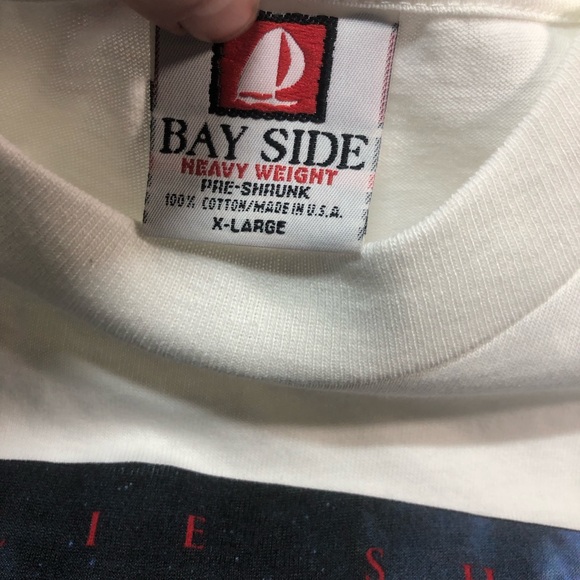 BAY SIDE
HEAVY WEIGHT
PRE-SHRUNK
100% COTTON/MADE IN U.S.A.
X-LARGE
I E S